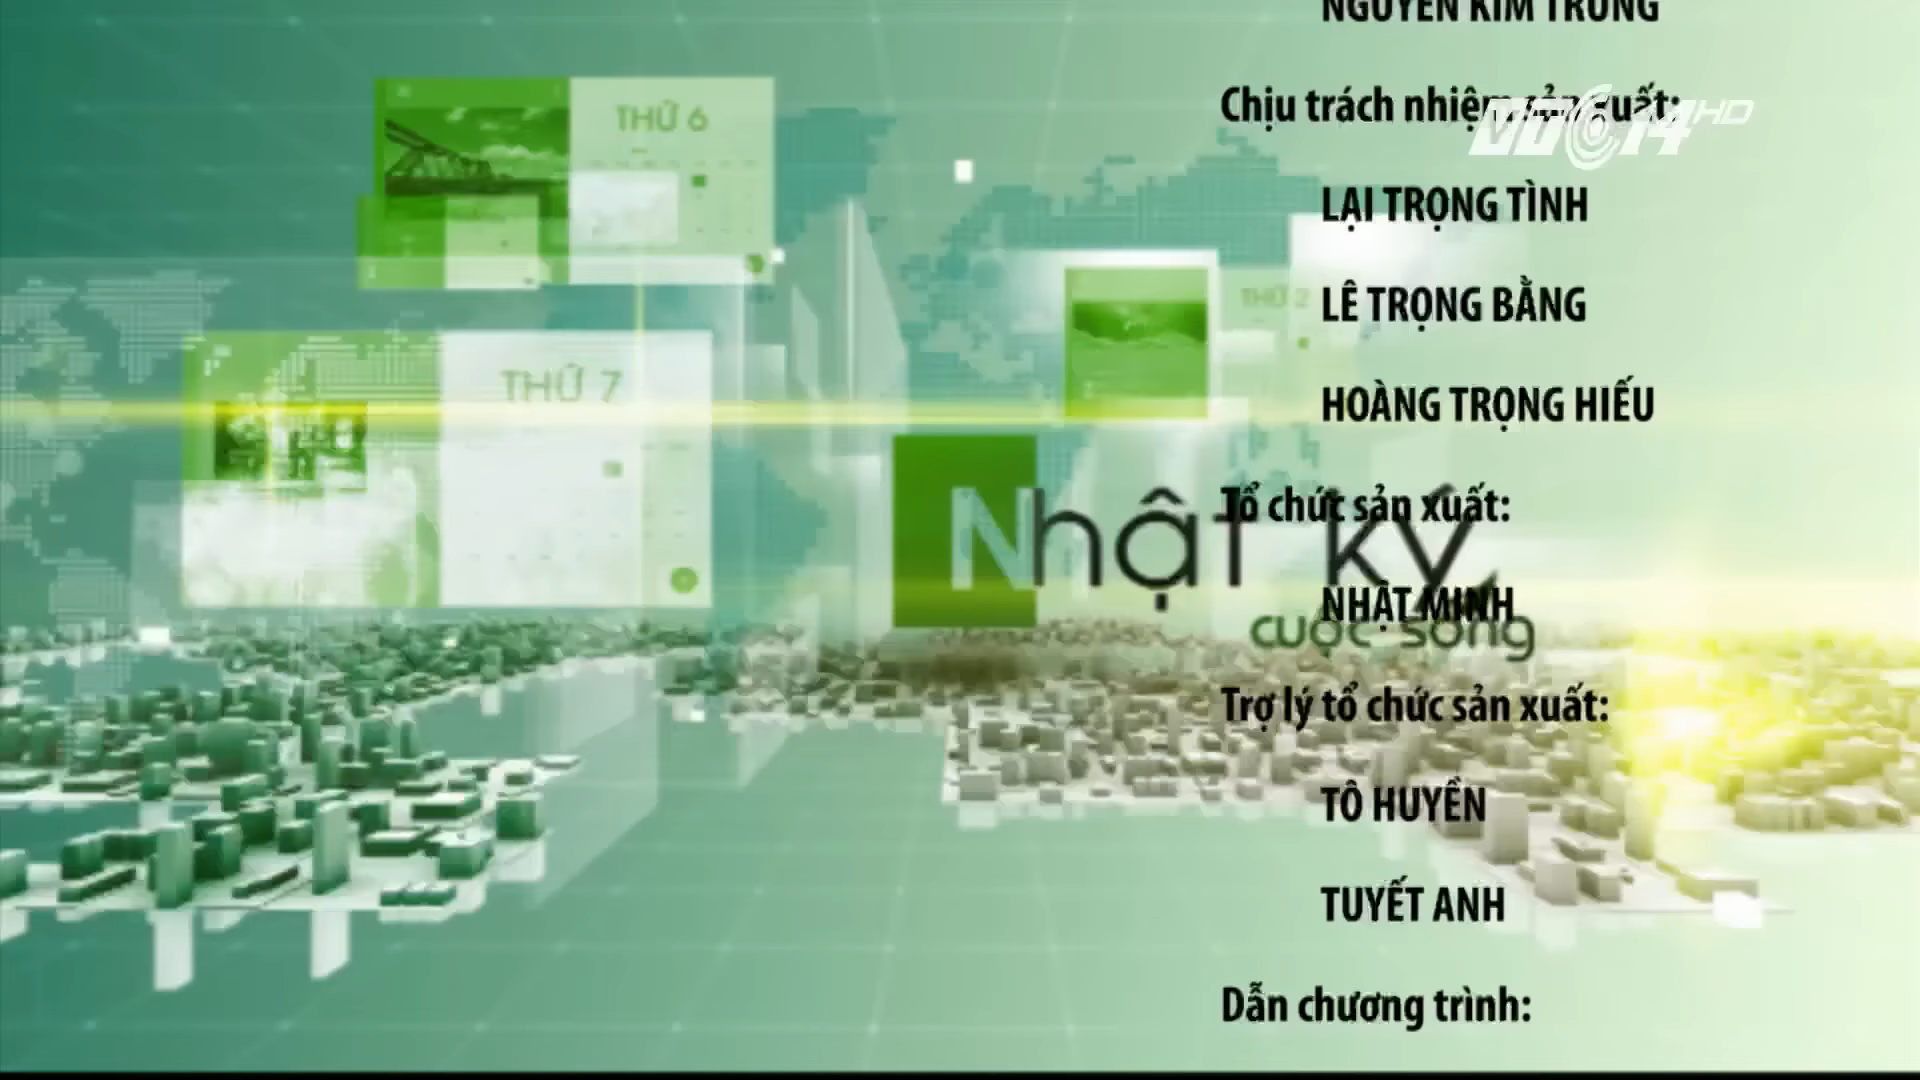 NGUYỄN KIM TRUNG
Chịu trách nhiệm sản xuất:
VTC14 HD
THỨ 6
LẠI TRỌNG TÌNH
THỨ 2
LÊ TRỌNG BẰNG
THỨ 7
HOÀNG TRỌNG HIẾU
Tổ chức sản xuất:
Nhật ký
NHẬT MINH
cuộc sống
Trợ lý tổ chức sản xuất:
TÔ HUYỀN
TUYẾT ANH
Dẫn chương trình: